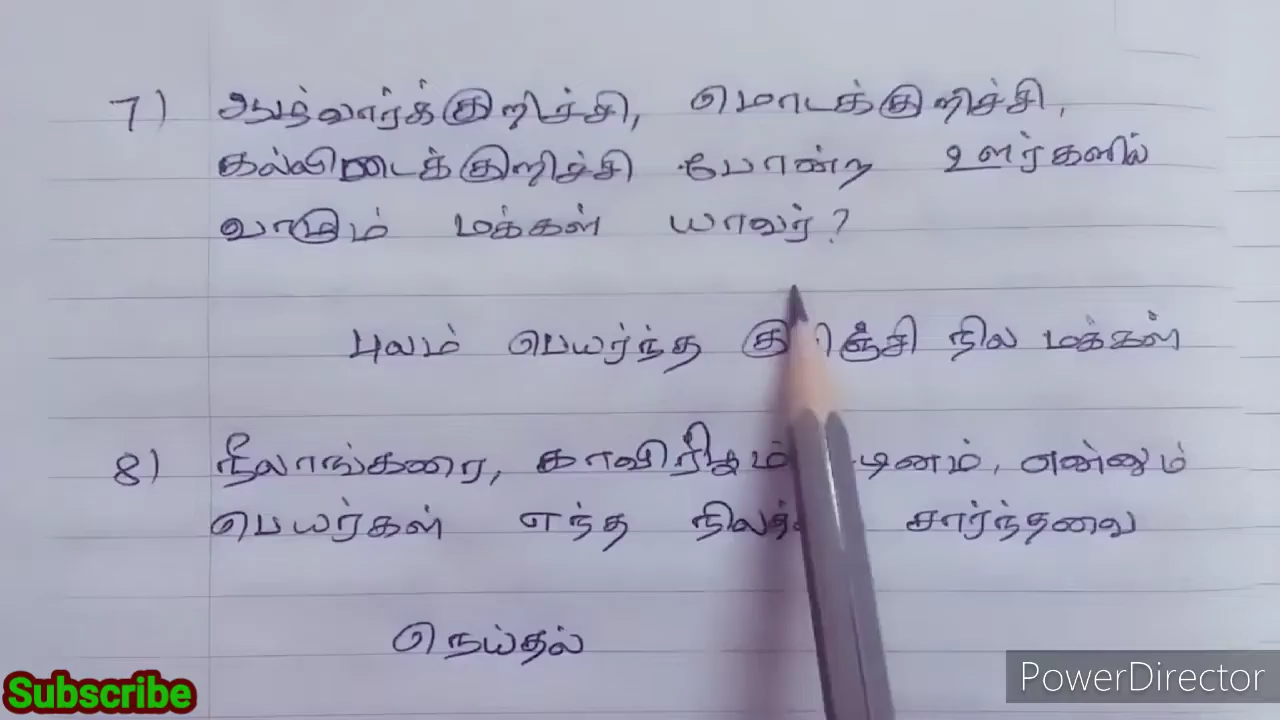 7) ஆழ்வார்க்குறிச்சி, மொடக்குறிச்சி,
கல்லிடைக்குறிச்சி போன்ற ஊர்களில்
வாழும் மக்கள் யாவர்?
புலம் பெயர்ந்த நில மக்கள்
8) நீலாங்கரை, என்னும்
பெயர்கள் எந்த சார்ந்தவை
நெய்தல்
Subscribe
PowerDirector